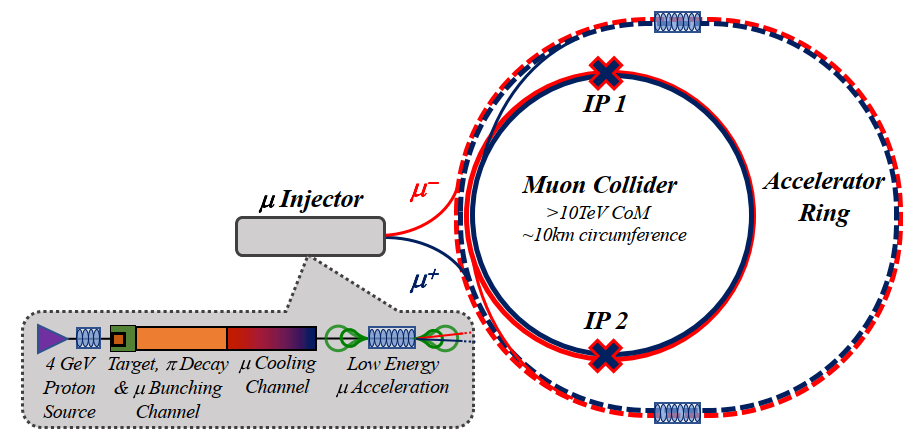 IP 1
Muon Collider
>10TeV CoM
~10km circumference
Accelerator
Ring
μ Injector
μ⁻
μ⁺
IP 2
4 GeV
Proton
Source
Target, π Decay
& μ Bunching
Channel
μ Cooling
Channel
Low Energy
μ Acceleration